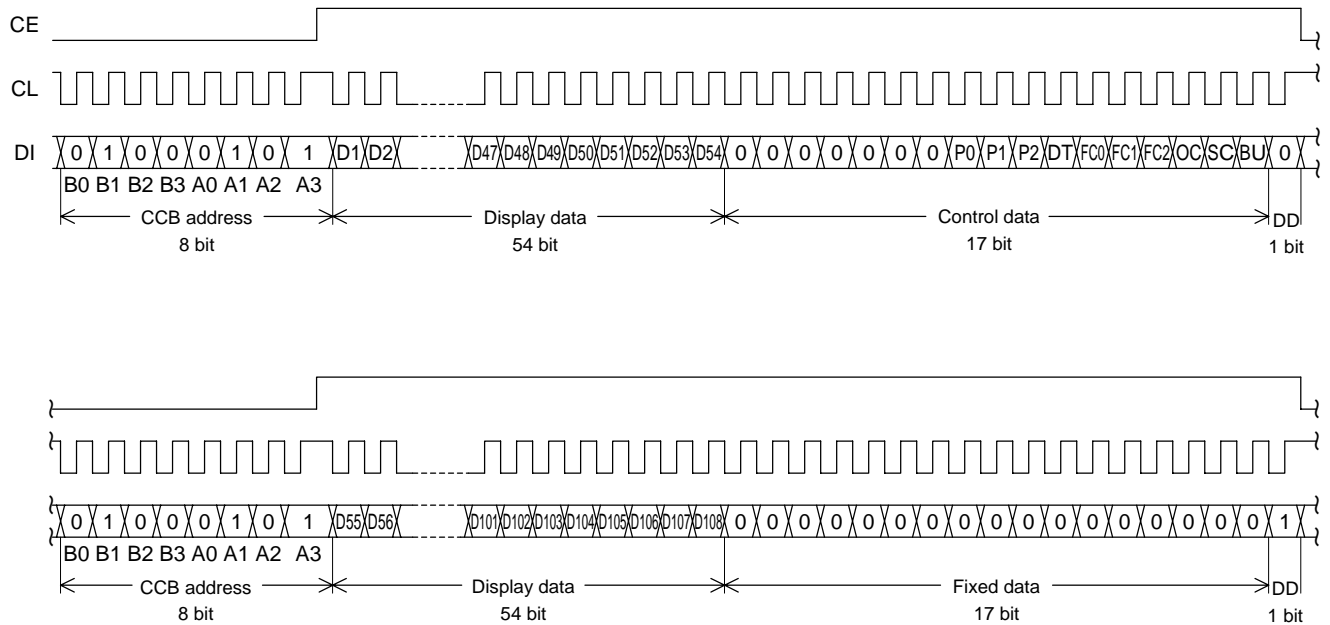 CE
CL
DI 0 1 0 0 0 1 0 1 D1 D2 D47 D48 D49 D50 D51 D52 D53 D54 0 0 0 0 0 0 0 P0 P1 P2 DT FC0 FC1 FC2 OC SC BU 0
B0 B1 B2 B3 A0 A1 A2 A3
CCB address Display data Control data DD
8 bit 54 bit 17 bit 1 bit
0 1 0 0 0 1 0 1 D55 D56 D101 D102 D103 D104 D105 D106 D107 D108 0 0 0 0 0 0 0 0 0 0 0 0 0 0 0 0 0 1
B0 B1 B2 B3 A0 A1 A2 A3
CCB address Display data Fixed data DD
8 bit 54 bit 17 bit 1 bit